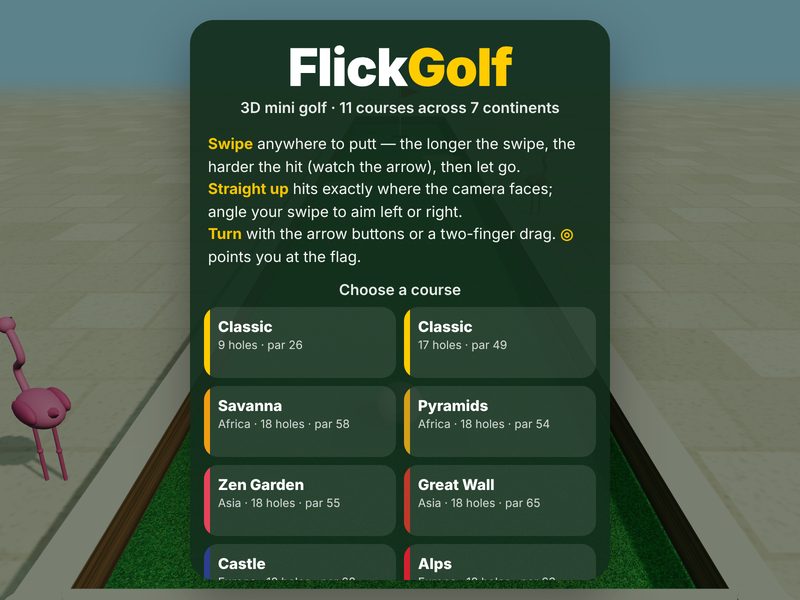 FlickGolf
3D mini golf · 11 courses across 7 continents
Swipe anywhere to putt — the longer the swipe, the
harder the hit (watch the arrow), then let go.
Straight up hits exactly where the camera faces;
angle your swipe to aim left or right.
Turn with the arrow buttons or a two-finger drag. ◎
points you at the flag.
Choose a course
Classic
9 holes · par 26
Classic
17 holes · par 49
Savanna
Africa · 18 holes · par 58
Pyramids
Africa · 18 holes · par 54
Zen Garden
Asia · 18 holes · par 55
Great Wall
Asia · 18 holes · par 65
Castle
Alps